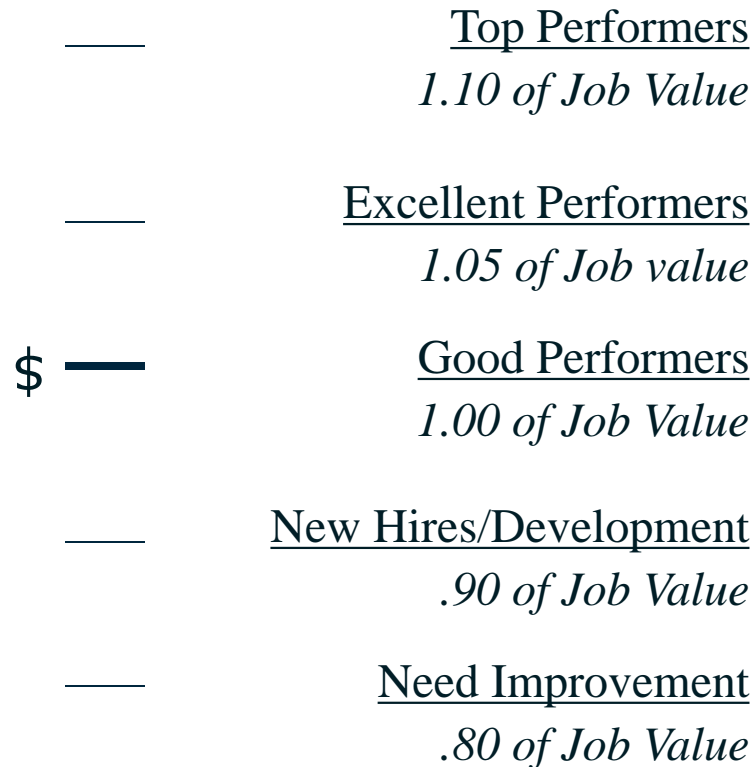 Top Performers
1.10 of Job Value
Excellent Performers
1.05 of Job value
$ Good Performers
1.00 of Job Value
New Hires/Development
.90 of Job Value
Need Improvement
.80 of Job Value